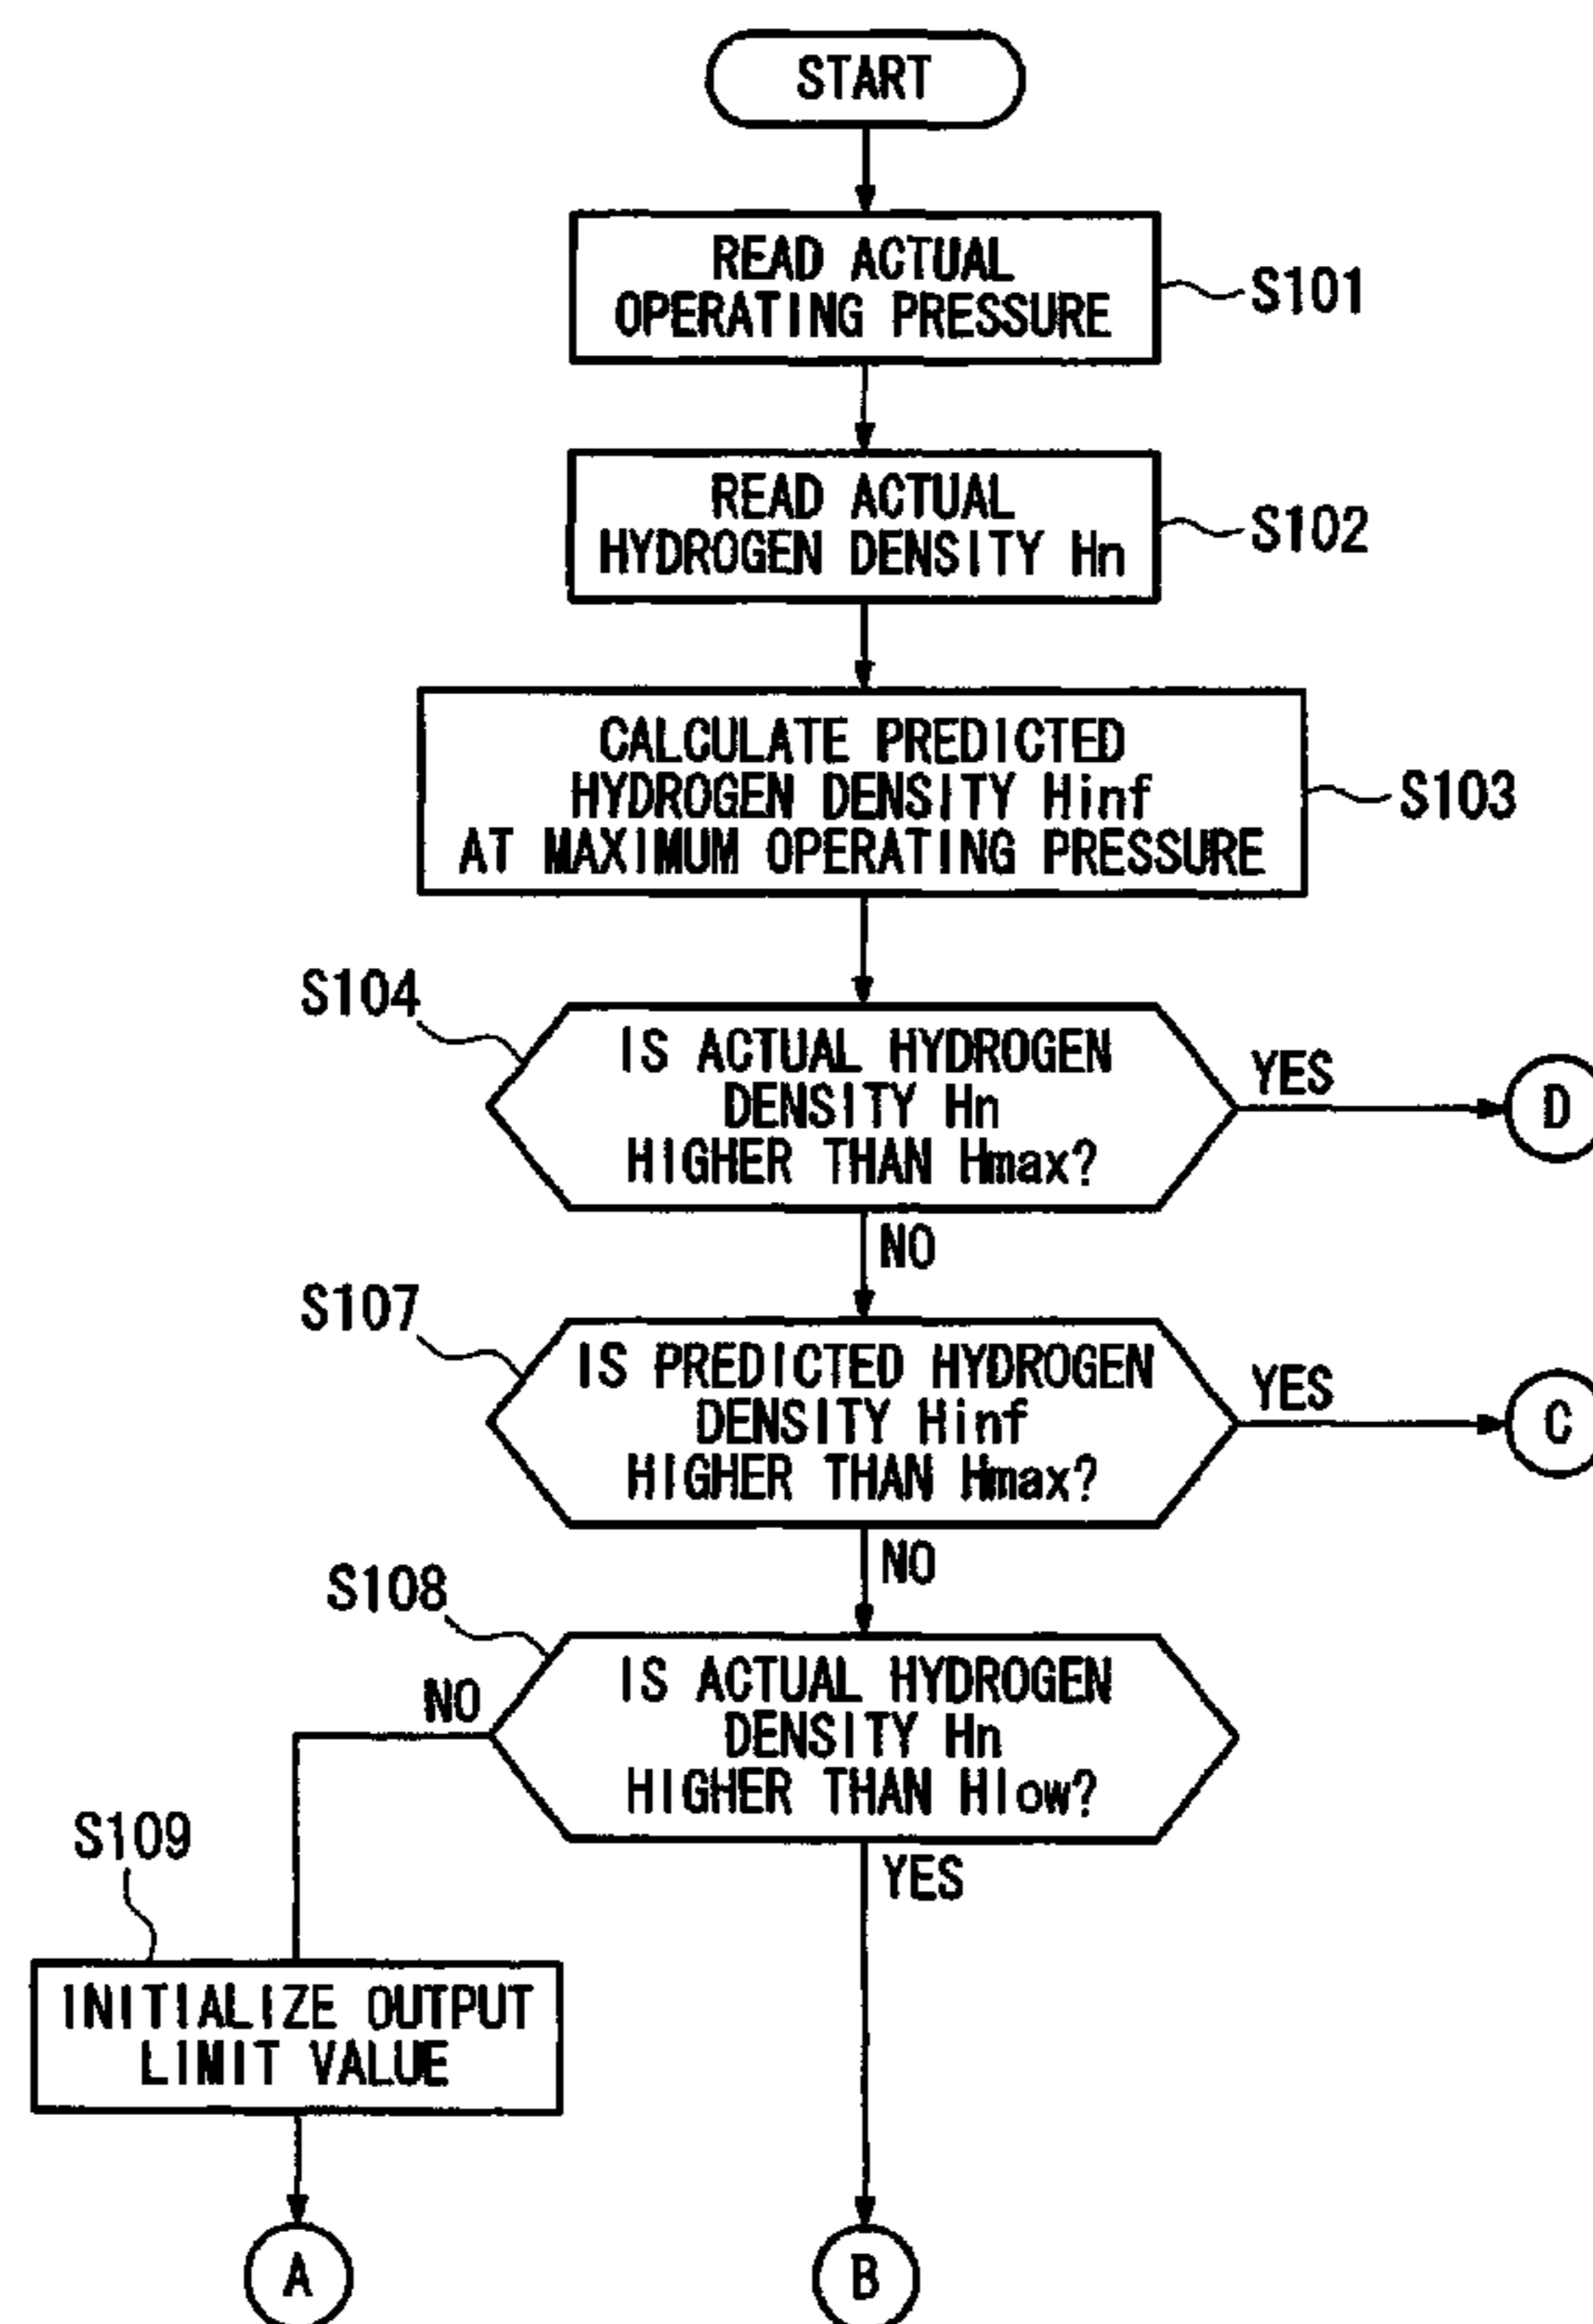 START
READ ACTUAL
OPERATING PRESSURE
S101
READ ACTUAL
HYDROGEN DENSITY Hn
S102
CALCULATE PREDICTED
HYDROGEN DENSITY Hinf
AT MAXIMUM OPERATING PRESSURE
S103
S104
IS ACTUAL HYDROGEN
DENSITY Hn
HIGHER THAN Hmax?
YES
D
NO
S107
IS PREDICTED HYDROGEN
DENSITY Hinf
HIGHER THAN Hmax?
YES
C
NO
S108
IS ACTUAL HYDROGEN
DENSITY Hn
HIGHER THAN Hlow?
NO
YES
S109
INITIALIZE OUTPUT
LIMIT VALUE
A
B